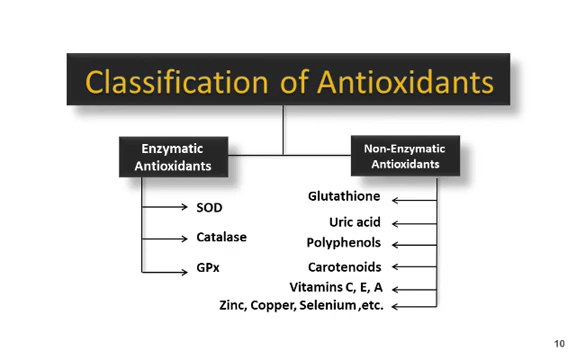 Classification of Antioxidants
Enzymatic
Antioxidants
Non-Enzymatic
Antioxidants
SOD
Catalase
GPx
Glutathione
Uric acid
Polyphenols
Carotenoids
Vitamins C, E, A
Zinc, Copper, Selenium ,etc.
10